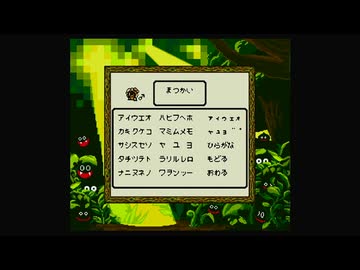 まつかい
アイウエオ ハヒフヘホ ァィゥェォ
カキクケコ マミムメモ ャュョ゛゜
サシスセソ ヤ ユ ヨ ひらがな
タチツテト ラリルレロ もどる
ナニヌネノ ワヲンッー おわる